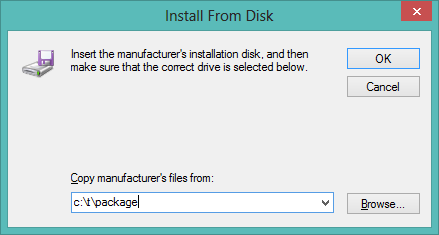 Install From Disk
Insert the manufacturer's installation disk, and then
make sure that the correct drive is selected below.
OK
Cancel
Copy manufacturer's files from:
c:\t\package
Browse...